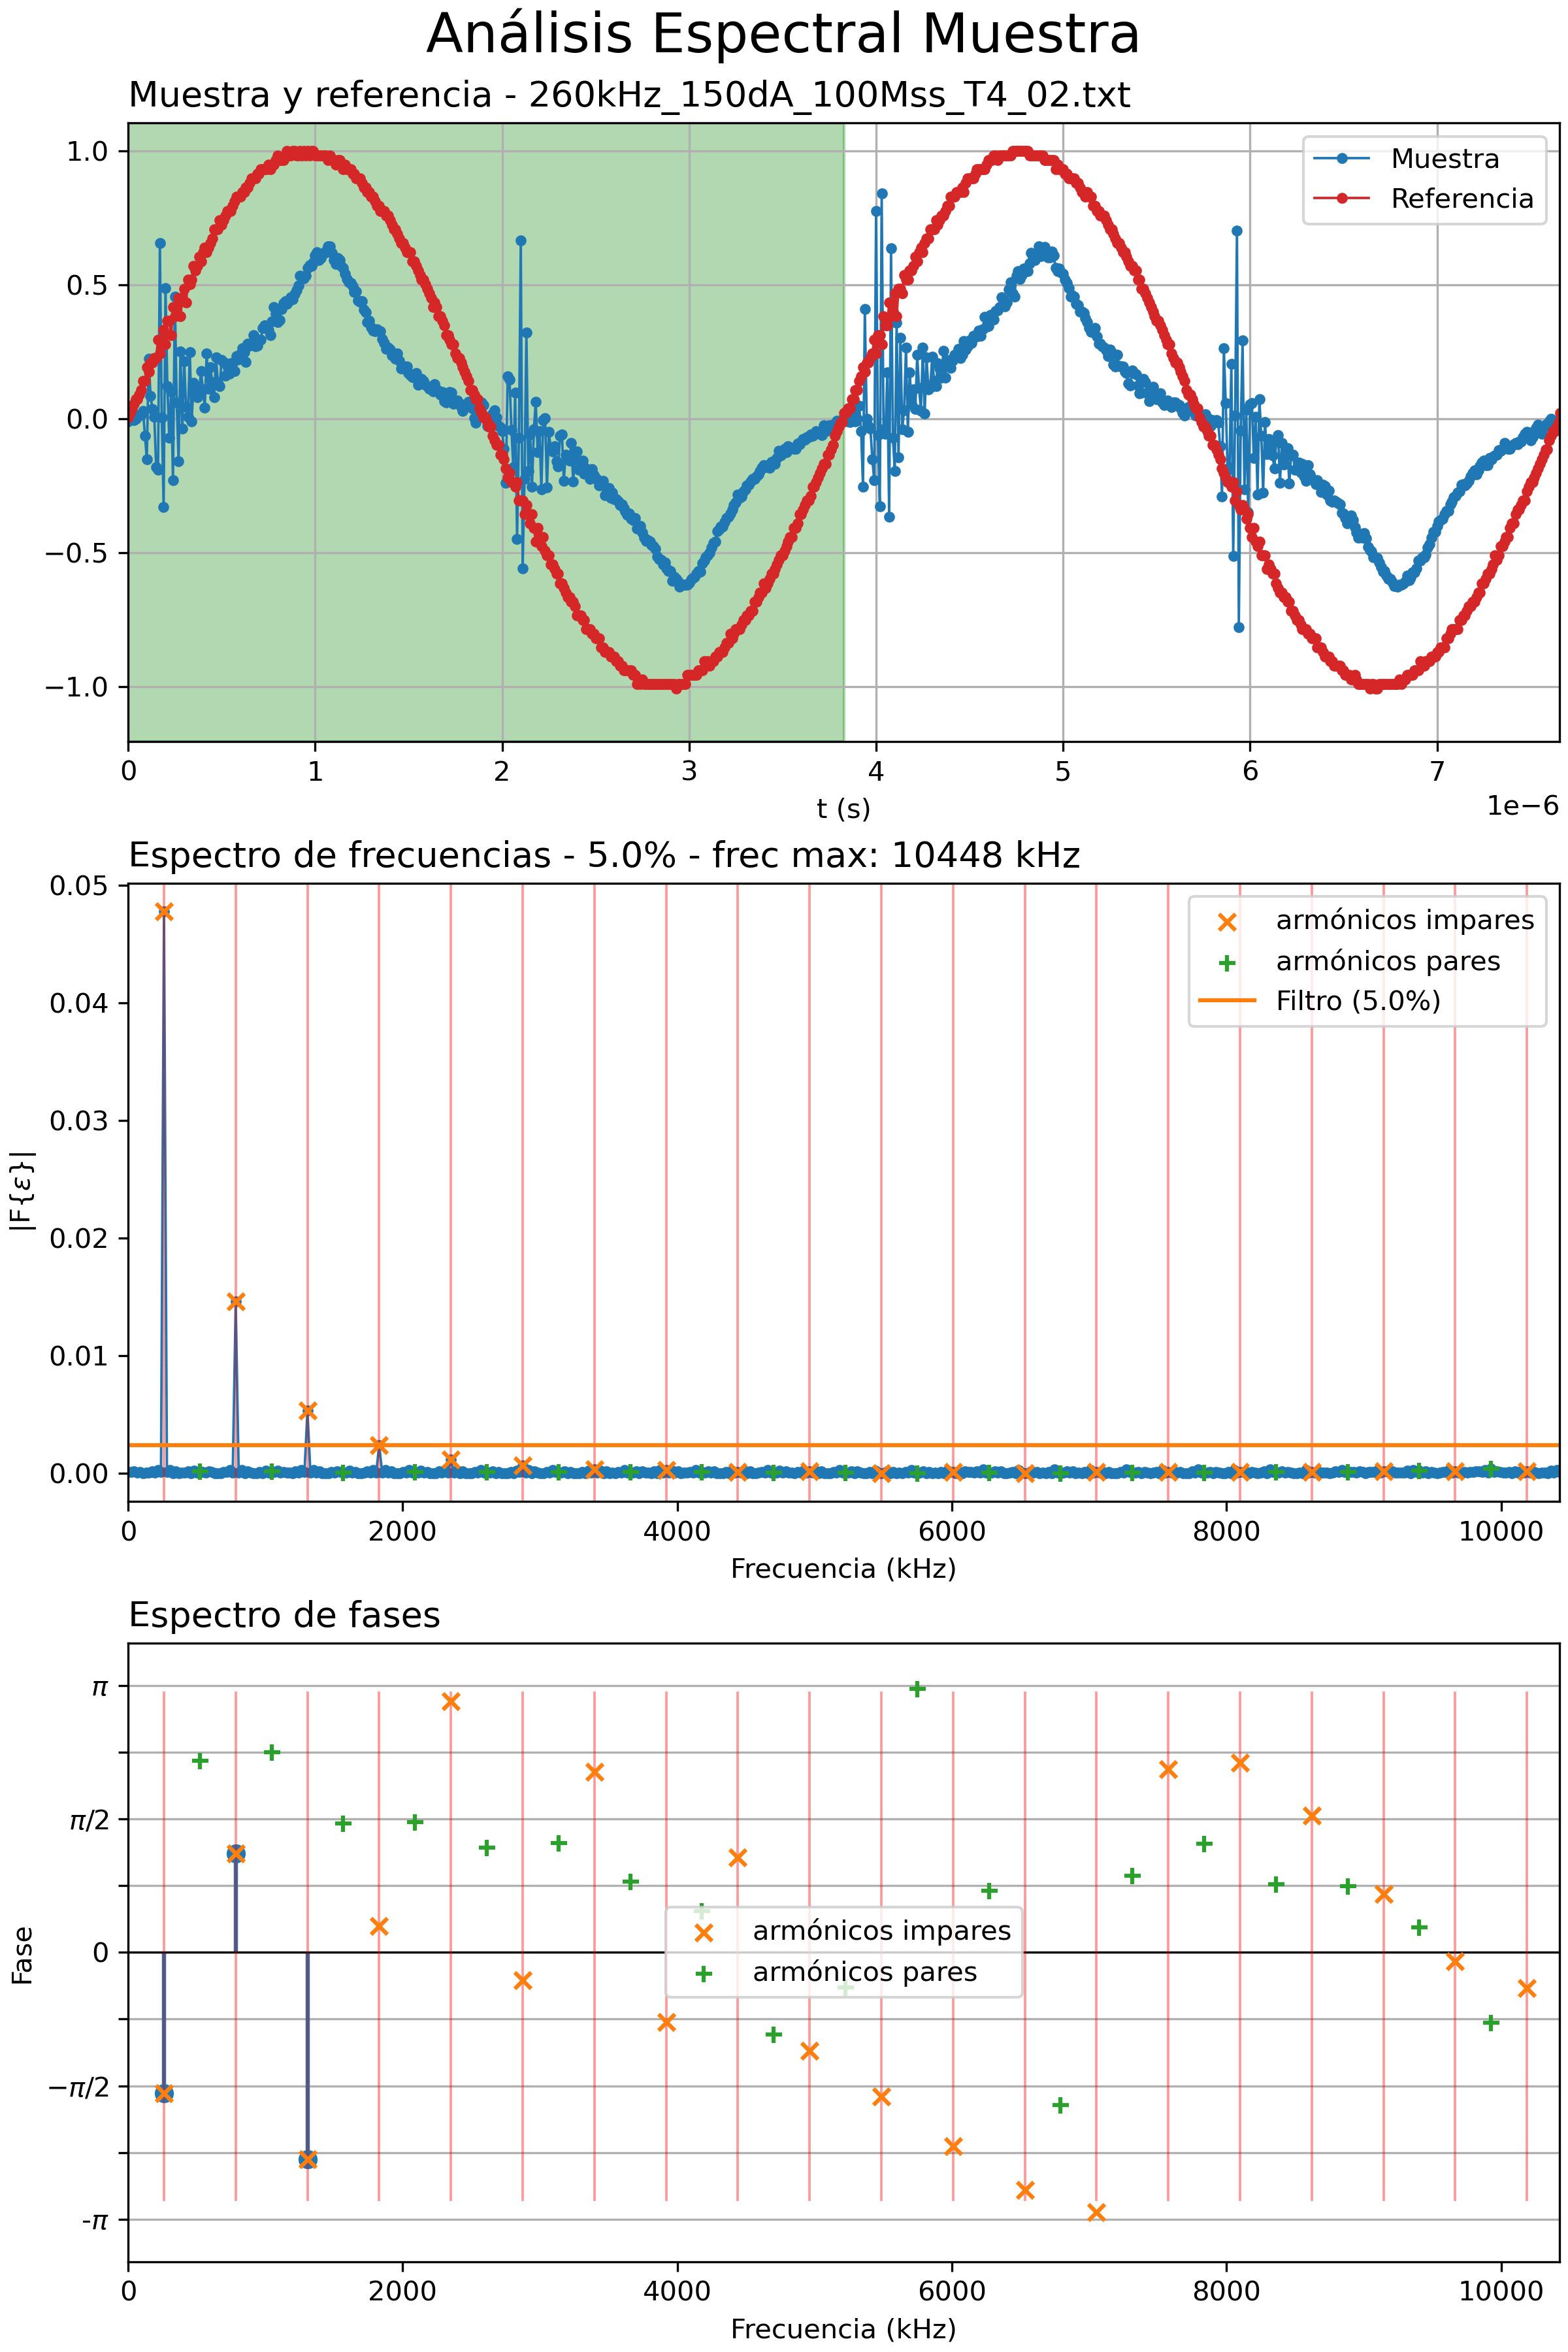 Análisis Espectral Muestra
Muestra y referencia - 260kHz_150dA_100Mss_T4_02.txt
1.0
0.5
0.0
−0.5
−1.0
Muestra
Referencia
0 1 2 3 4 5 6 7
t (s)
1e−6
Espectro de frecuencias - 5.0% - frec max: 10448 kHz
0.05
0.04
0.03
0.02
0.01
0.00
|F{ε}|
armónicos impares
armónicos pares
Filtro (5.0%)
0 2000 4000 6000 8000 10000
Frecuencia (kHz)
Espectro de fases
π
π/2
0
−π/2
-π
Fase
armónicos impares
armónicos pares
0 2000 4000 6000 8000 10000
Frecuencia (kHz)